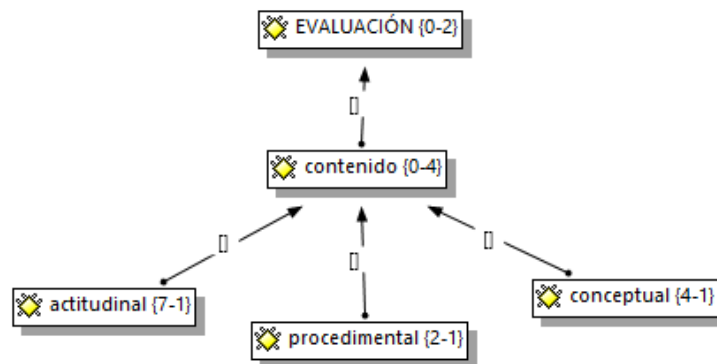 EVALUACIÓN {0-2}
[]
contenido {0-4}
[]
[]
[]
actitudinal {7-1}
conceptual {4-1}
procedimental {2-1}